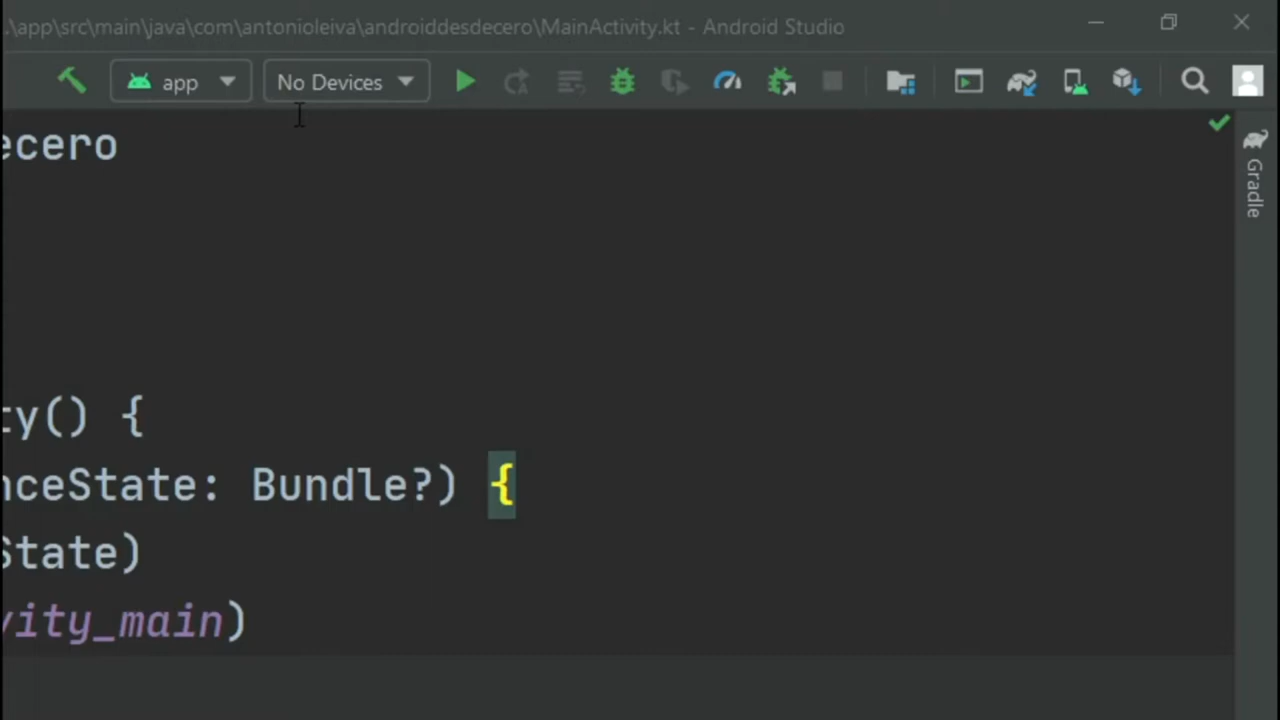 .\app\src\main\java\com\antonioleiva\androiddesdecero\MainActivity.kt - Android Studio
app
No Devices
ecero
Gradle
ty() {
nceState: Bundle?) {
State)
vity_main)